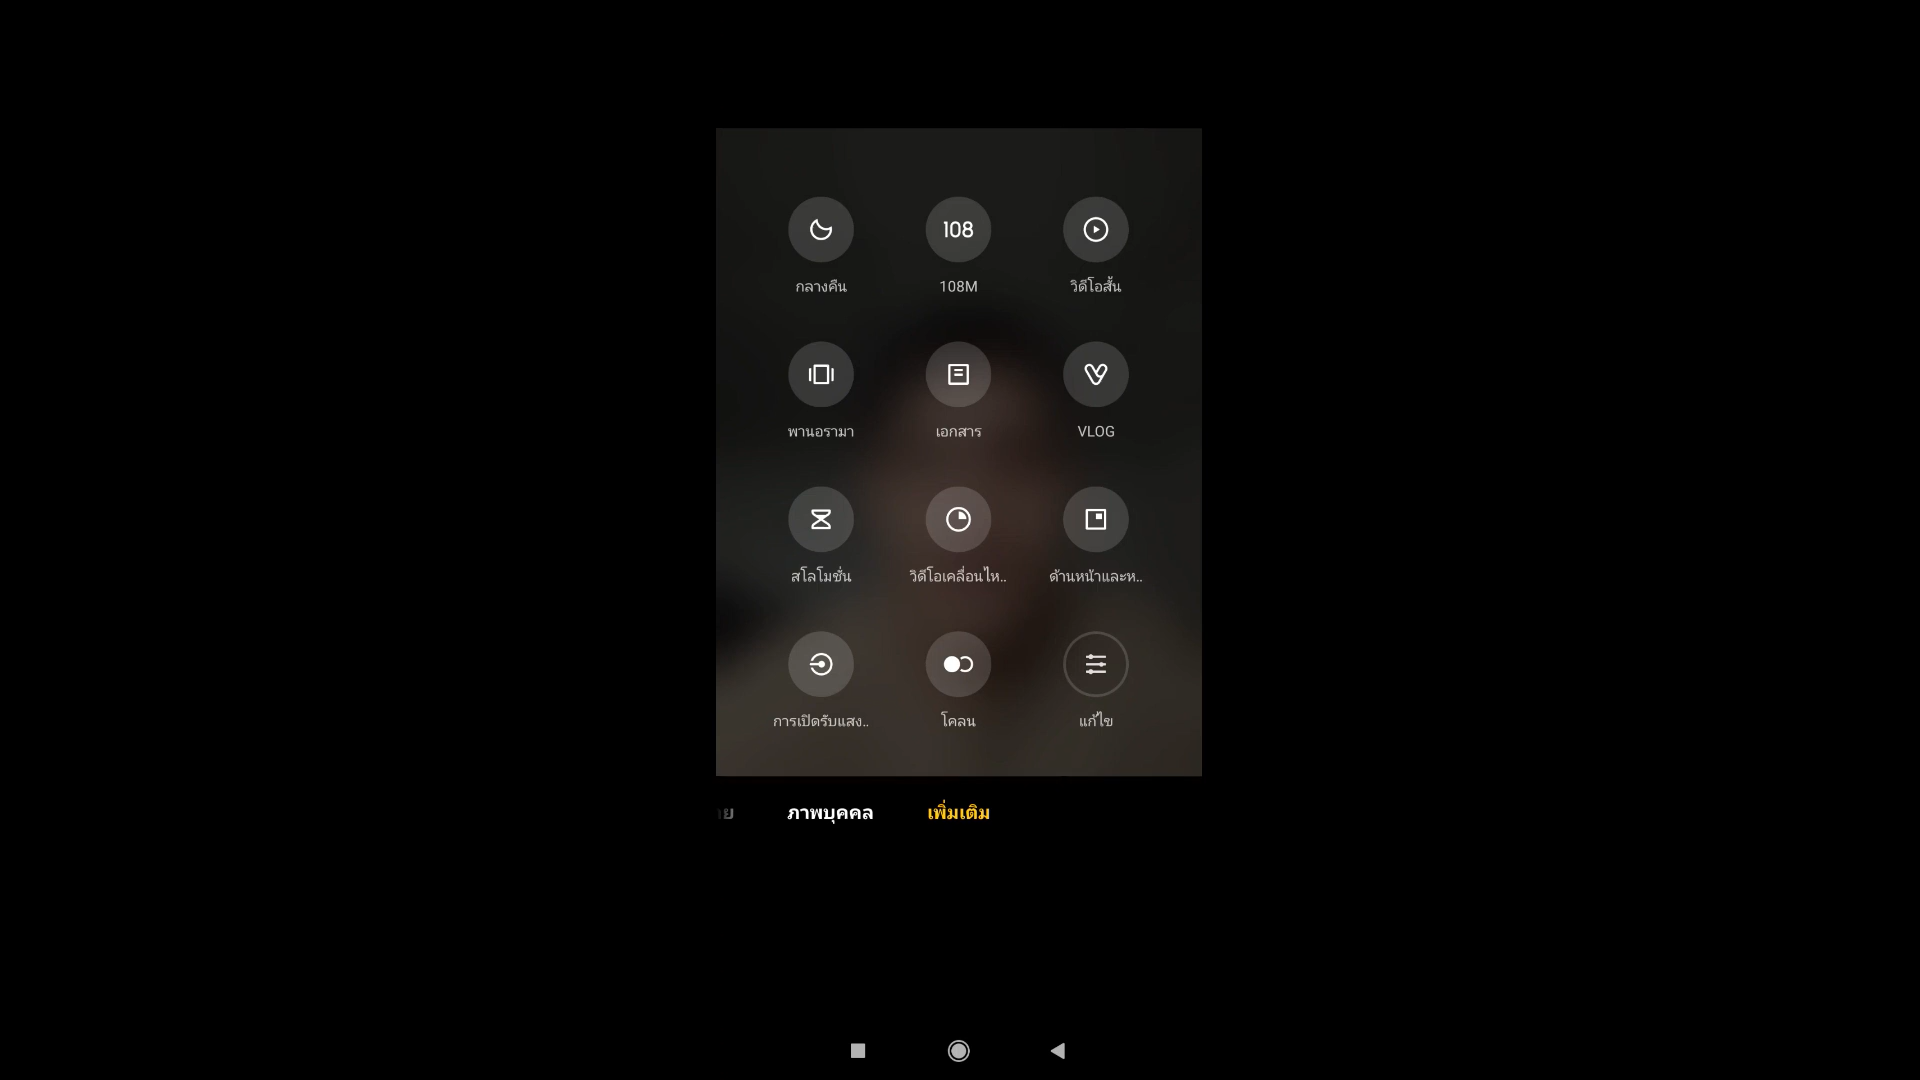 108
กลางคืน
108M
วิดีโอสั้น
พานอรามา
เอกสาร
VLOG
สโลโมชั่น
วิดีโอเคลื่อนไห..
ด้านหน้าและห..
การเปิดรับแสง..
โคลน
แก้ไข
ภาพบุคคล
เพิ่มเติม